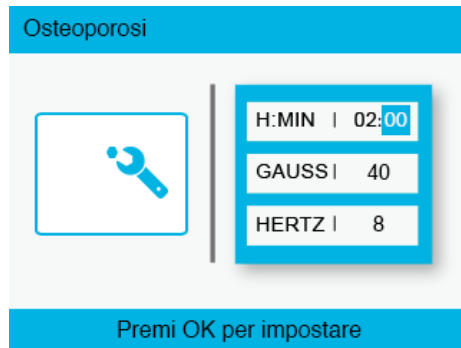 Osteoporosi
H:MIN | 02:00
GAUSS | 40
HERTZ | 8
Premi OK per impostare